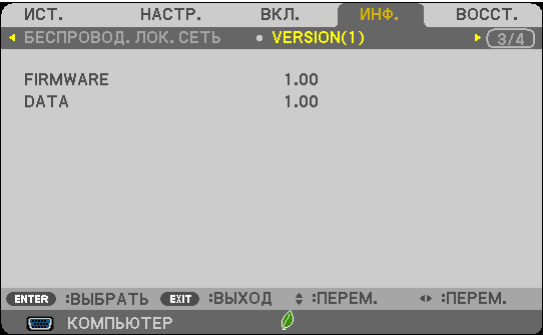 ИСТ. НАСТР. ВКЛ. ИНФ. ВОССТ.
БЕСПРОВОД. ЛОК. СЕТЬ • VERSION(1) 3/4
FIRMWARE 1.00
DATA 1.00
ENTER :ВЫБРАТЬ EXIT :ВЫХОД :ПЕРЕМ. :ПЕРЕМ.
КОМПЬЮТЕР